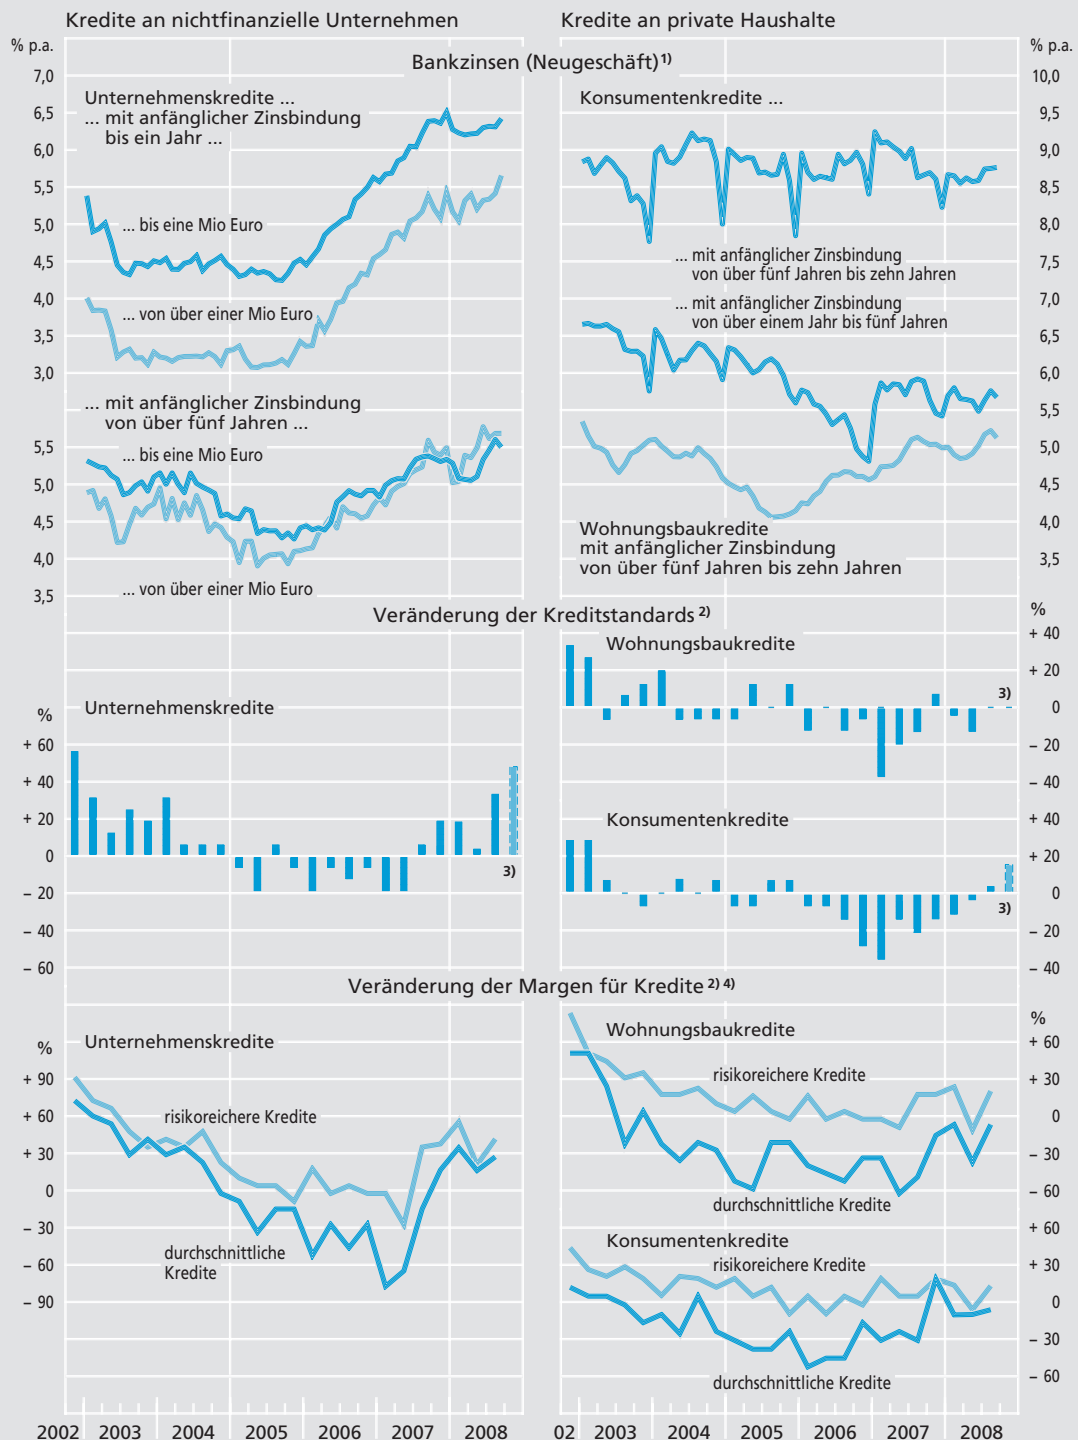 Kredite an nichtfinanzielle Unternehmen
Kredite an private Haushalte
% p.a.
% p.a.
Bankzinsen (Neugeschäft) 1)
7,0
6,5
6,0
5,5
5,0
4,5
4,0
3,5
3,0
Unternehmenskredite ...
... mit anfänglicher Zinsbindung
bis ein Jahr ...
... bis eine Mio Euro
... von über einer Mio Euro
... mit anfänglicher Zinsbindung
von über fünf Jahren ...
... bis eine Mio Euro
... von über einer Mio Euro
5,5
5,0
4,5
4,0
3,5
Konsumentenkredite ...
... mit anfänglicher Zinsbindung
von über fünf Jahren bis zehn Jahren
... mit anfänglicher Zinsbindung
von über einem Jahr bis fünf Jahren
Wohnungsbaukredite
mit anfänglicher Zinsbindung
von über fünf Jahren bis zehn Jahren
10,0
9,5
9,0
8,5
8,0
7,5
7,0
6,5
6,0
5,5
5,0
4,5
4,0
3,5
Veränderung der Kreditstandards 2)
Unternehmenskredite
%
+ 60
+ 40
+ 20
0
– 20
– 40
– 60
3)
Wohnungsbaukredite
3)
%
+ 40
+ 20
0
– 20
– 40
Konsumentenkredite
3)
+ 40
+ 20
0
– 20
– 40
Veränderung der Margen für Kredite 2) 4)
Unternehmenskredite
%
+ 90
+ 60
+ 30
0
– 30
– 60
– 90
risikoreichere Kredite
durchschnittliche
Kredite
Wohnungsbaukredite
risikoreichere Kredite
durchschnittliche Kredite
%
+ 60
+ 30
0
– 30
– 60
Konsumentenkredite
risikoreichere Kredite
durchschnittliche Kredite
+ 60
+ 30
0
– 30
– 60
2002 2003 2004 2005 2006 2007 2008
02 2003 2004 2005 2006 2007 2008